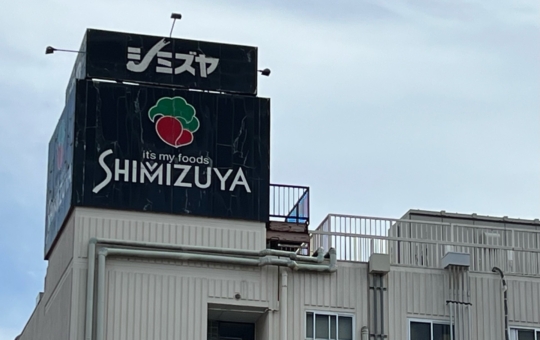 シミズヤ
it's my foods
SHIMIZUYA